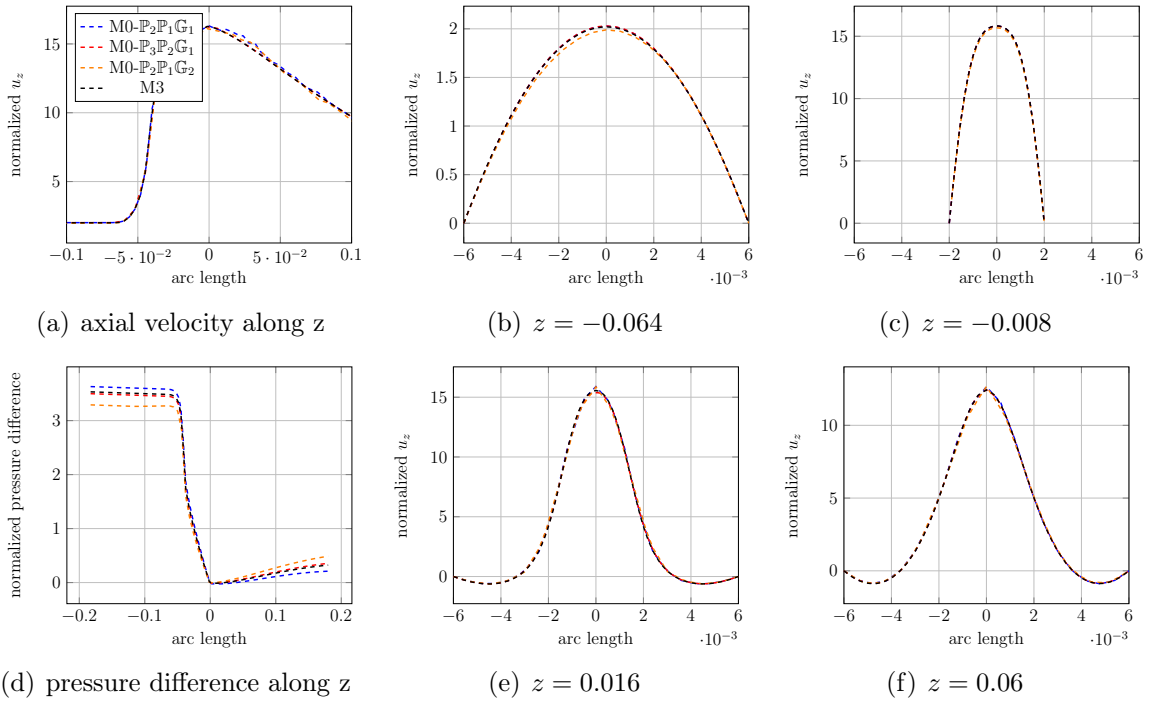 M0-ℙ₂ℙ₁𝔾₁
M0-ℙ₃ℙ₂𝔾₁
M0-ℙ₂ℙ₁𝔾₂
M3
normalized u_z
15
10
5
−0.1
−5 · 10⁻²
0
5 · 10⁻²
0.1
arc length
(a) axial velocity along z
normalized u_z
2
1.5
1
0.5
0
−6 −4 −2 0 2 4 6
arc length
·10⁻³
(b) z = −0.064
normalized u_z
15
10
5
0
−6 −4 −2 0 2 4 6
arc length
·10⁻³
(c) z = −0.008
normalized pressure difference
3
2
1
0
−0.2 −0.1 0 0.1 0.2
arc length
(d) pressure difference along z
normalized u_z
15
10
5
0
−6 −4 −2 0 2 4 6
arc length
·10⁻³
(e) z = 0.016
normalized u_z
10
5
0
−6 −4 −2 0 2 4 6
arc length
·10⁻³
(f) z = 0.06